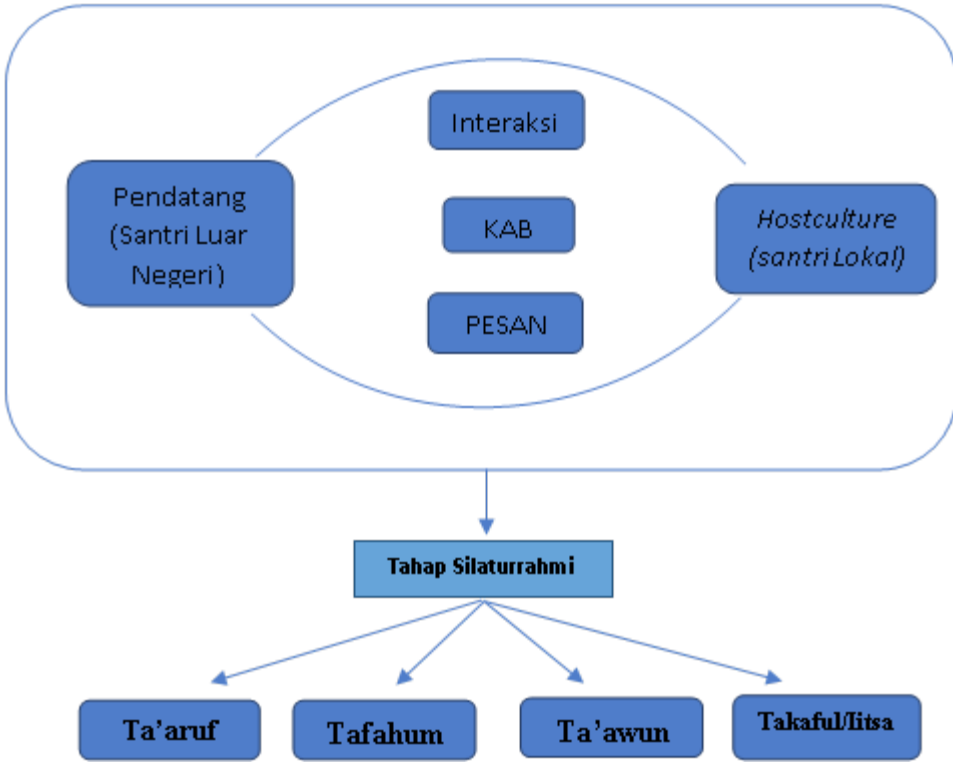 Interaksi
Pendatang
(Santri Luar
Negeri)
KAB
Hostculture
(santri Lokal)
PESAN
Tahap Silaturrahmi
Ta’aruf
Tafahum
Ta’awun
Takaful/Iitsa